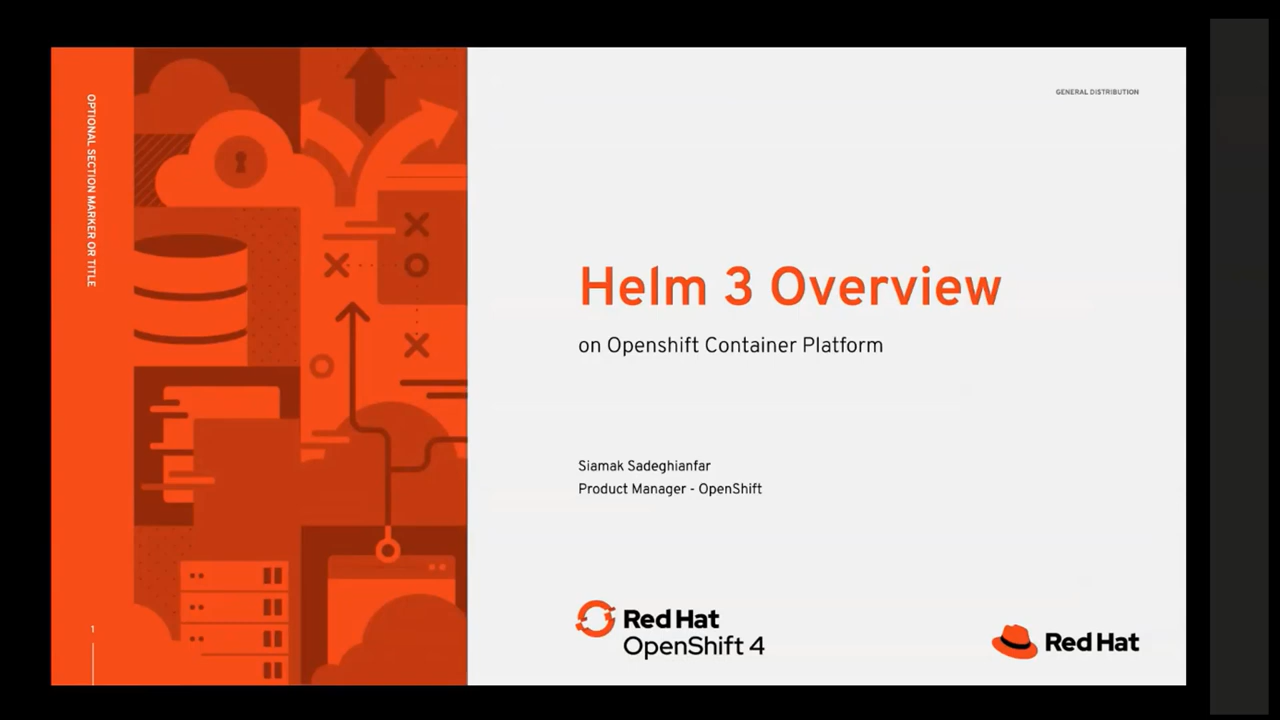 OPTIONAL SECTION MARKER OR TITLE
GENERAL DISTRIBUTION
Helm 3 Overview
on Openshift Container Platform
Siamak Sadeghianfar
Product Manager - OpenShift
1
Red Hat
OpenShift 4
Red Hat